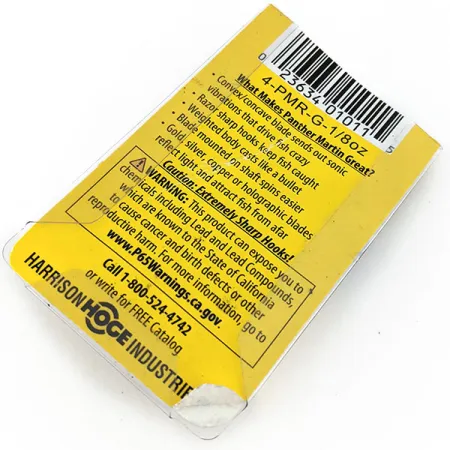 0 23634 01011 5
4-PMR-G-1/8oz
What Makes Panther Martin Great?
• Convex/concave blade sends out sonic
vibrations that drive fish crazy
• Razor sharp hooks keep fish caught
• Weighted body casts like a bullet
• Blade mounted on shaft spins easier
• Gold, silver, copper or holographic blades
reflect light, and attract fish from afar
Caution: Extremely Sharp Hooks!
WARNING: This product can expose you to
Chemicals including Lead and Lead Compounds,
which are known to the State of California
to cause cancer and birth defects or other
reproductive harm. For more information, go to
www.P65Warnings.ca.gov.
Call 1-800-524-4742
or write for FREE Catalog
HARRISON HOGE INDUSTRIE